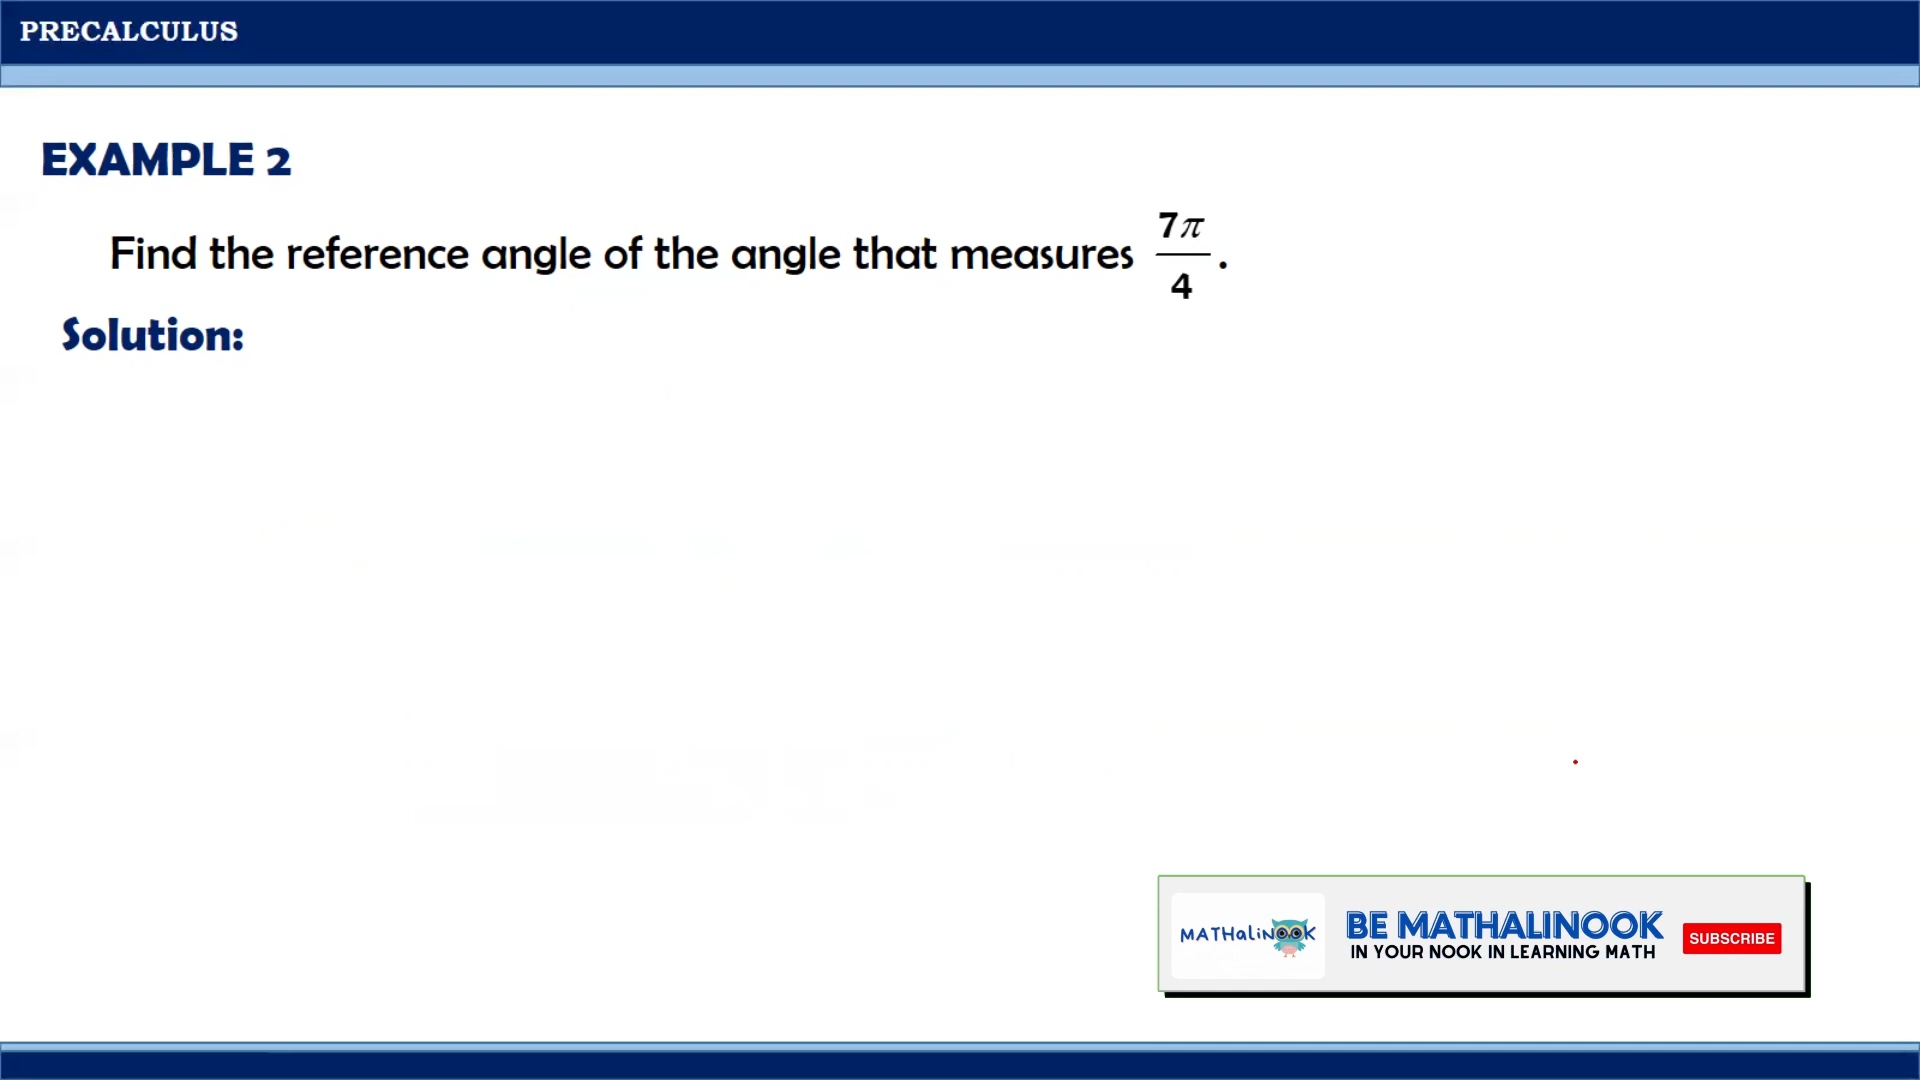 PRECALCULUS
EXAMPLE 2
Find the reference angle of the angle that measures 7π/4.
Solution:
MATHaliNOOK
BE MATHALINOOK
IN YOUR NOOK IN LEARNING MATH
SUBSCRIBE